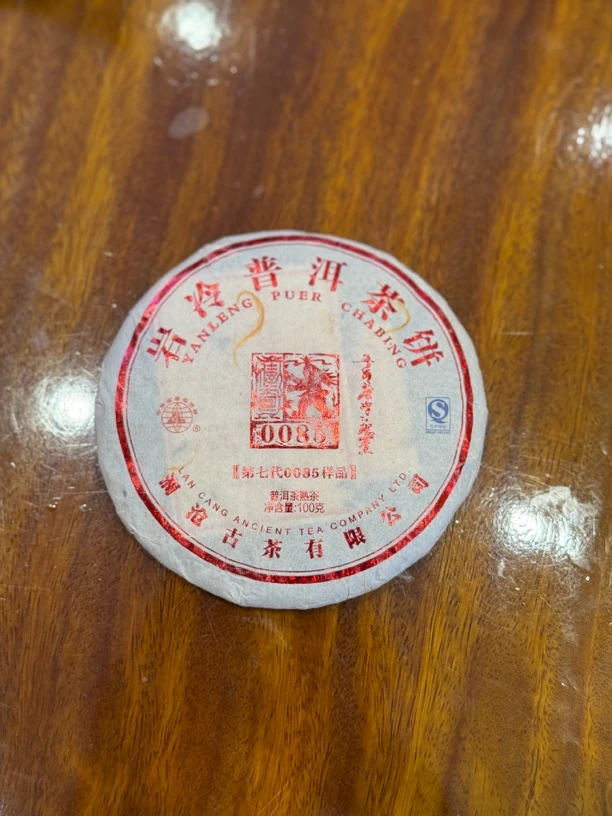 岩冷普洱茶饼
YANLENG PUER CHABING
0085
®
第七代0085样品
普洱茶熟茶
净含量:100克
LAN CANG ANCIENT TEA COMPANY LTD.
澜沧古茶有限公司